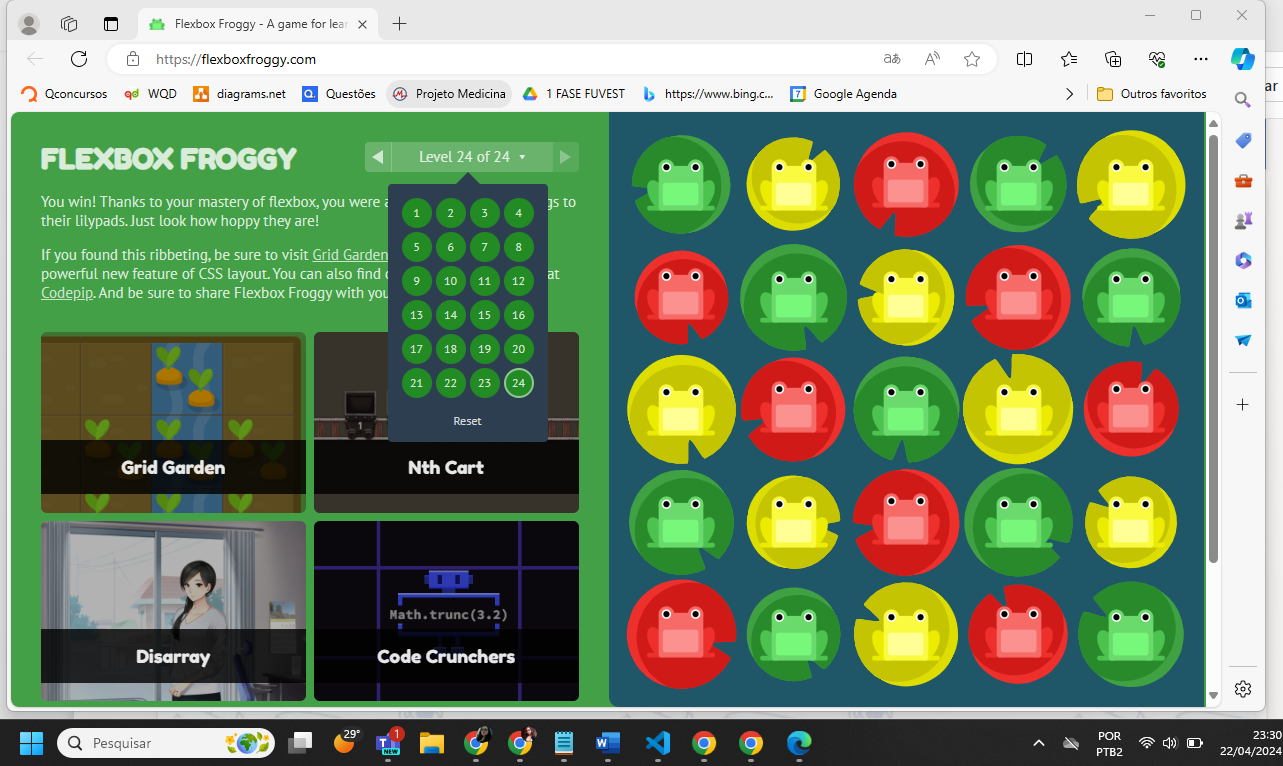 Flexbox Froggy - A game for lear
https://flexboxfroggy.com
Qconcursos
WQD
diagrams.net
Questões
Projeto Medicina
1 FASE FUVEST
https://www.bing.c...
Google Agenda
Outros favoritos
ar
FLEXBOX FROGGY
Level 24 of 24
You win! Thanks to your mastery of flexbox, you were a
gs to
their lilypads. Just look how hoppy they are!
If you found this ribbeting, be sure to visit Grid Garden
powerful new feature of CSS layout. You can also find
at
Codepip. And be sure to share Flexbox Froggy with you
1 2 3 4
5 6 7 8
9 10 11 12
13 14 15 16
17 18 19 20
21 22 23 24
Reset
1
Grid Garden
Nth Cart
Math.trunc(3.2)
Disarray
Code Crunchers
Pesquisar
29°
1
NEW
POR
PTB2
23:30
22/04/2024